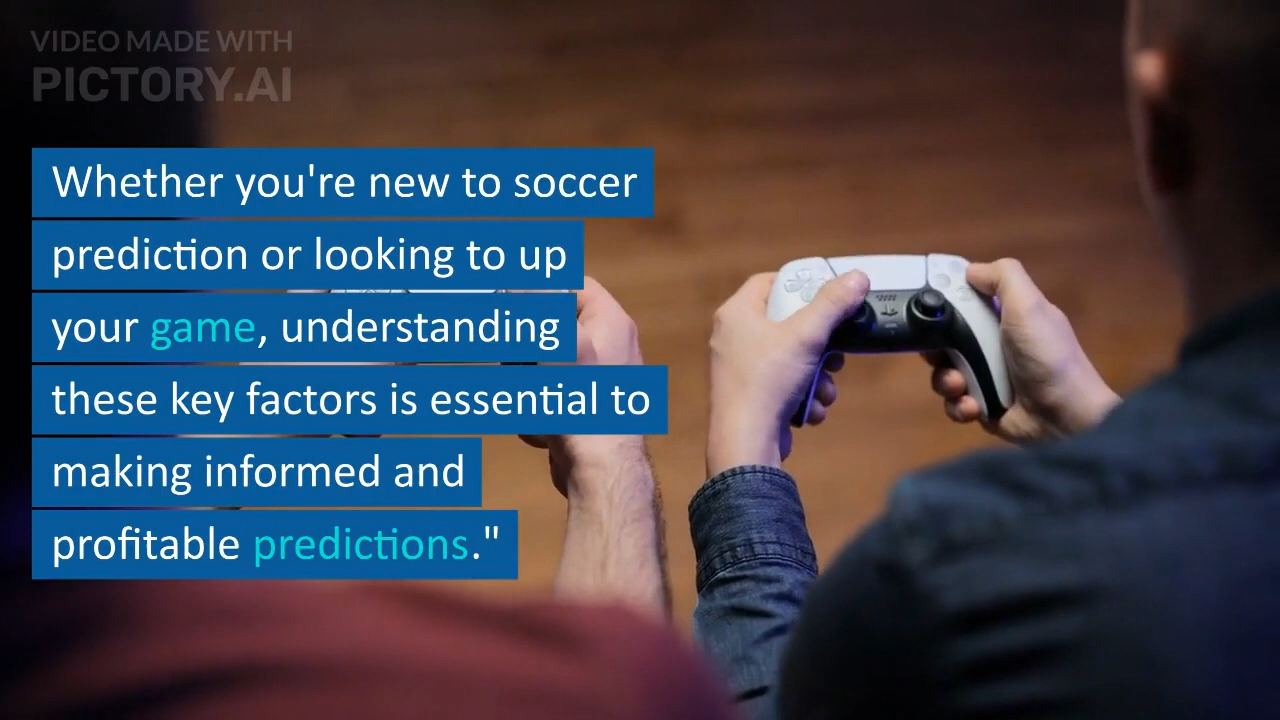 VIDEO MADE WITH
PICTORY.AI
Whether you're new to soccer
prediction or looking to up
your game, understanding
these key factors is essential to
making informed and
profitable predictions."